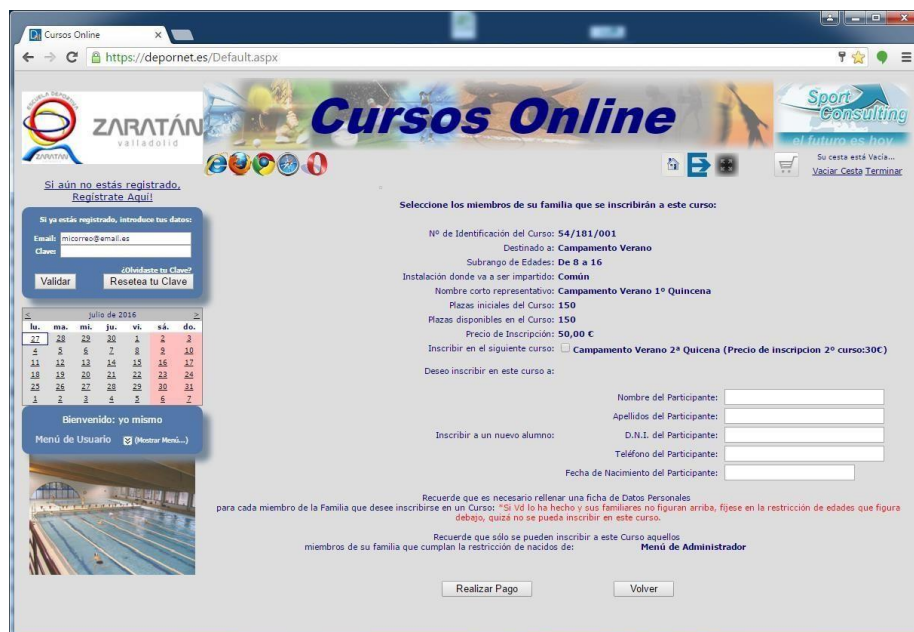 Cursos Online
https://depornet.es/Default.aspx
ESCUELA DEPORTIVA
ZARATÁN
ZARATÁN
valladolid
Cursos Online
Sport
Consulting
el futuro es hoy
Su cesta está Vacía...
Vaciar Cesta Terminar
Si aún no estás registrado,
Regístrate Aquí!
Si ya estás registrado, introduce tus datos:
Email: micorreo@email.es
Clave:
¿Olvidaste tu Clave?
Validar Resetea tu Clave
< julio de 2016 >
lu. ma. mi. ju. vi. sá. do.
27 28 29 30 1 2 3
4 5 6 7 8 9 10
11 12 13 14 15 16 17
18 19 20 21 22 23 24
25 26 27 28 29 30 31
1 2 3 4 5 6 7
Bienvenido: yo mismo
Menú de Usuario (Mostrar Menú...)
Seleccione los miembros de su familia que se inscribirán a este curso:
Nº de Identificación del Curso: 54/181/001
Destinado a: Campamento Verano
Subrango de Edades: De 8 a 16
Instalación donde va a ser impartido: Común
Nombre corto representativo: Campamento Verano 1º Quincena
Plazas iniciales del Curso: 150
Plazas disponibles en el Curso: 150
Precio de Inscripción: 50,00 €
Inscribir en el siguiente curso: Campamento Verano 2ª Quicena (Precio de inscripcion 2º curso:30€)
Deseo inscribir en este curso a:
Nombre del Participante:
Apellidos del Participante:
Inscribir a un nuevo alumno: D.N.I. del Participante:
Teléfono del Participante:
Fecha de Nacimiento del Participante:
Recuerde que es necesario rellenar una ficha de Datos Personales
para cada miembro de la Familia que desee inscribirse en un Curso: "Si Vd lo ha hecho y sus familiares no figuran arriba, fíjese en la restricción de edades que figura
debajo, quizá no se pueda inscribir en este curso.
Recuerde que sólo se pueden inscribir a este Curso aquellos
miembros de su familia que cumplan la restricción de nacidos de: Menú de Administrador
Realizar Pago Volver